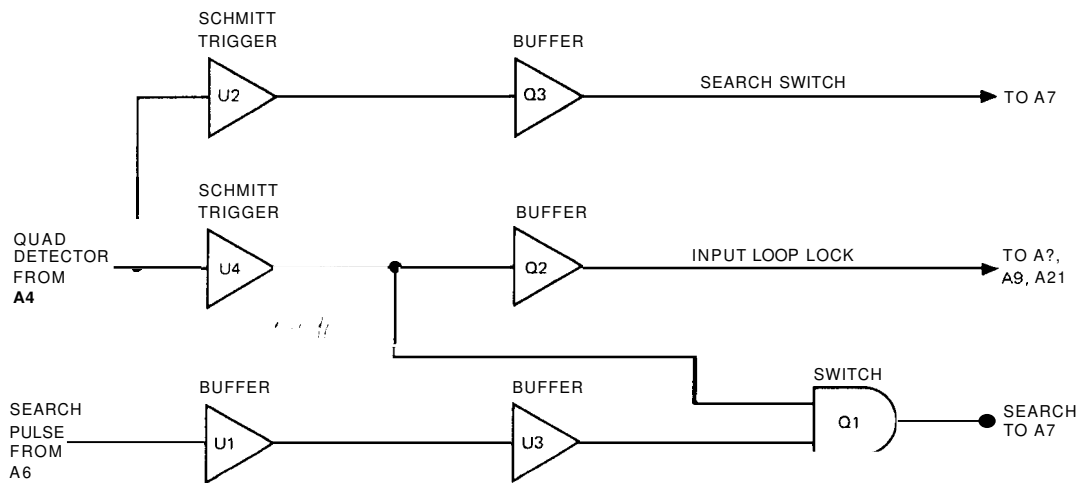 SCHMITT
TRIGGER
U2
BUFFER
Q3
SEARCH SWITCH
TO A7
SCHMITT
TRIGGER
BUFFER
QUAD
DETECTOR
FROM
A4
U4
Q2
INPUT LOOP LOCK
TO A?,
A9, A21
BUFFER
BUFFER
SWITCH
SEARCH
PULSE
FROM
A6
U1
U3
Q1
SEARCH
TO A7